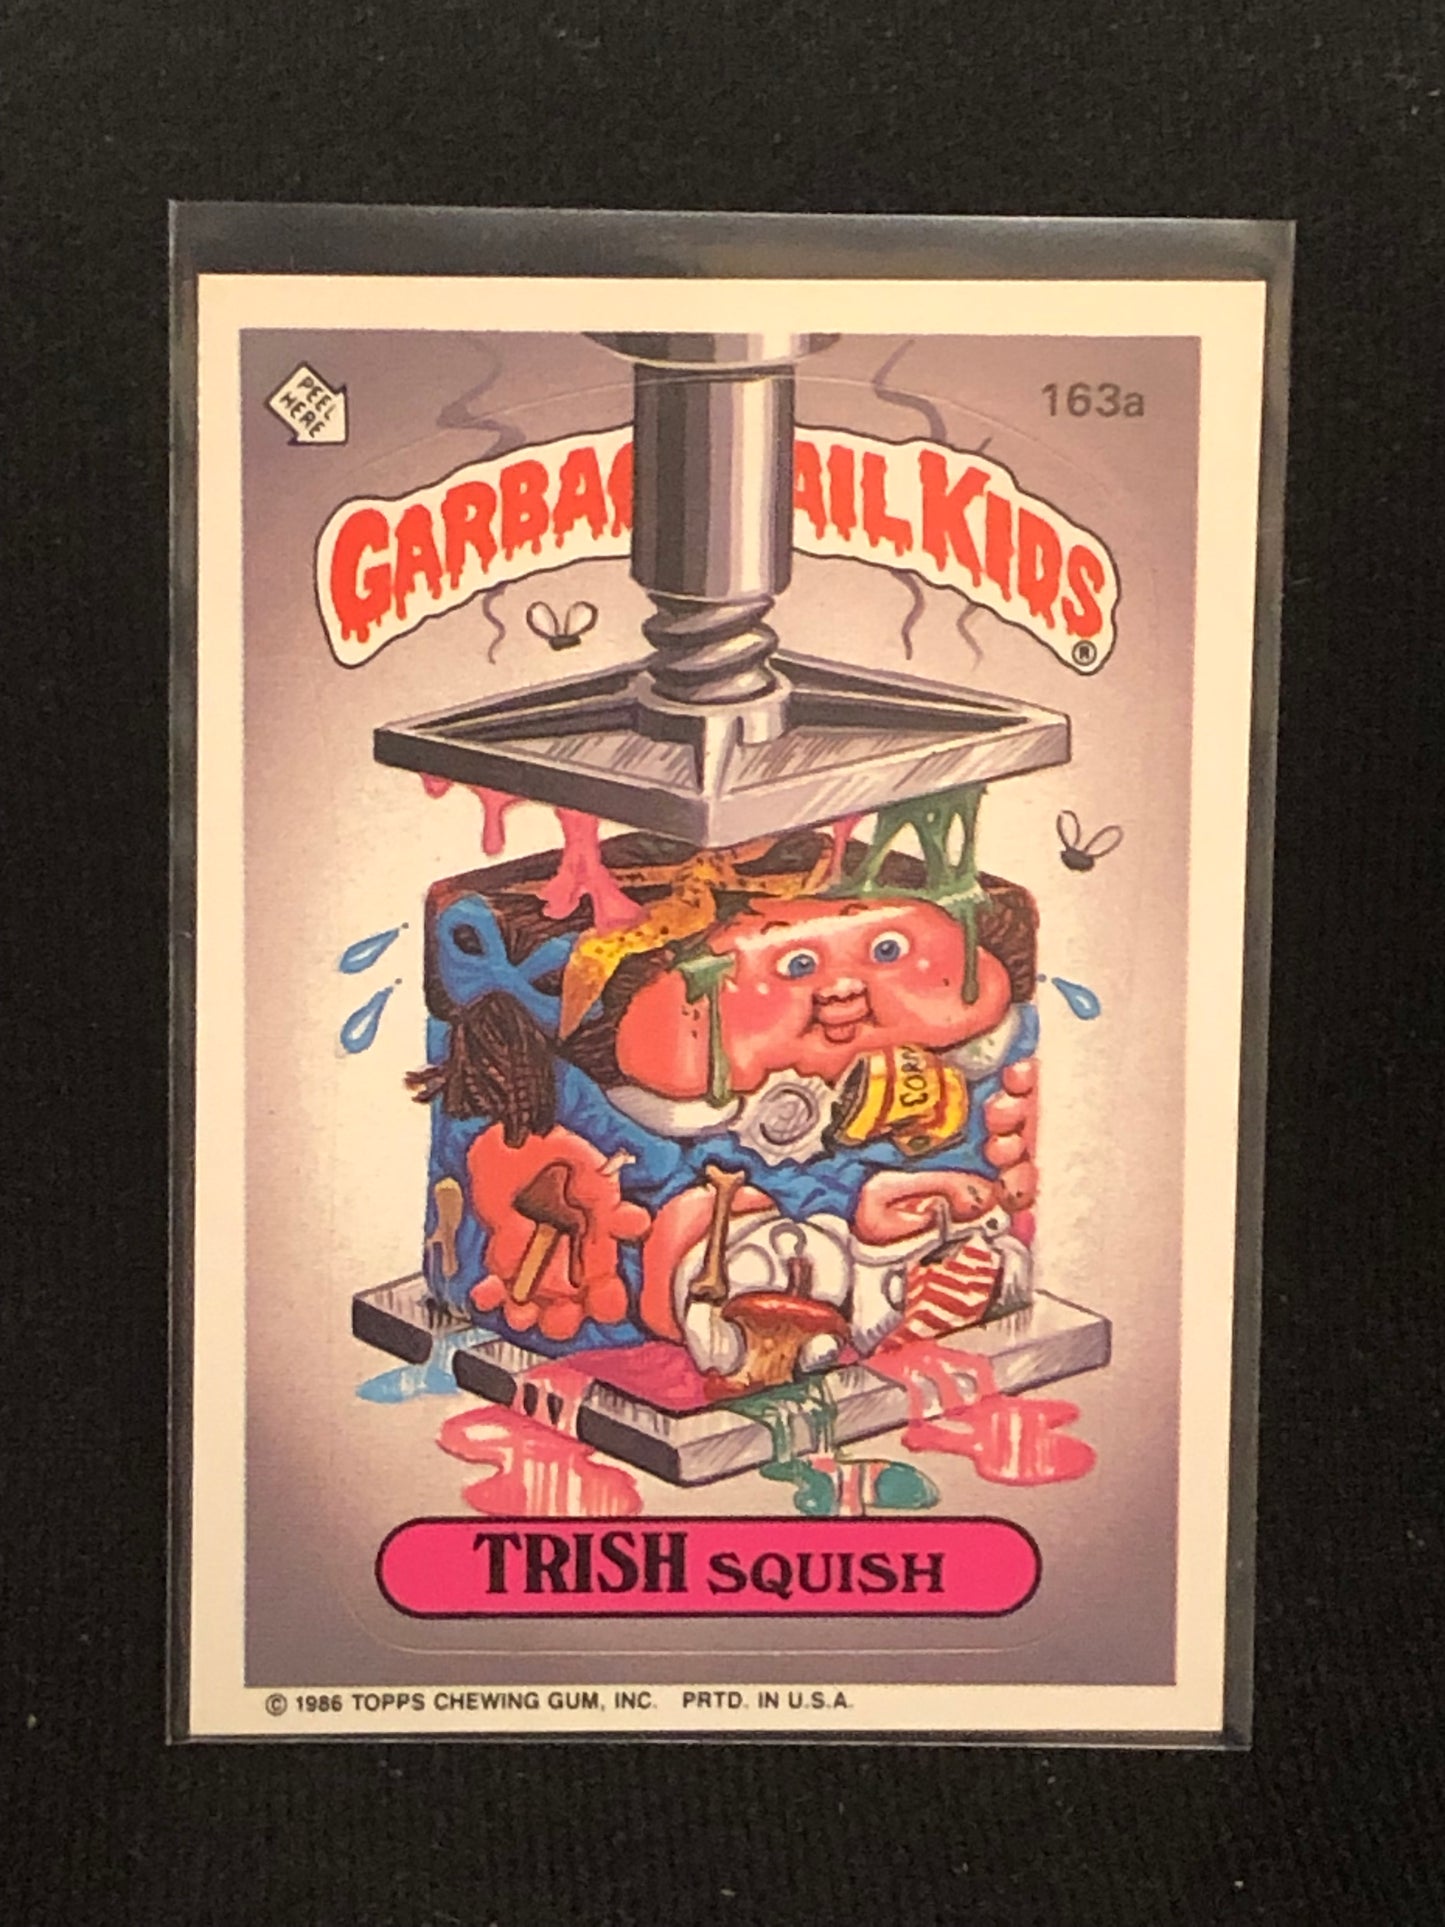 PEEL
HERE
163a
GARBAG AIL KIDS
®
CORN
TRISH SQUISH
© 1986 TOPPS CHEWING GUM, INC. PRTD. IN U.S.A.